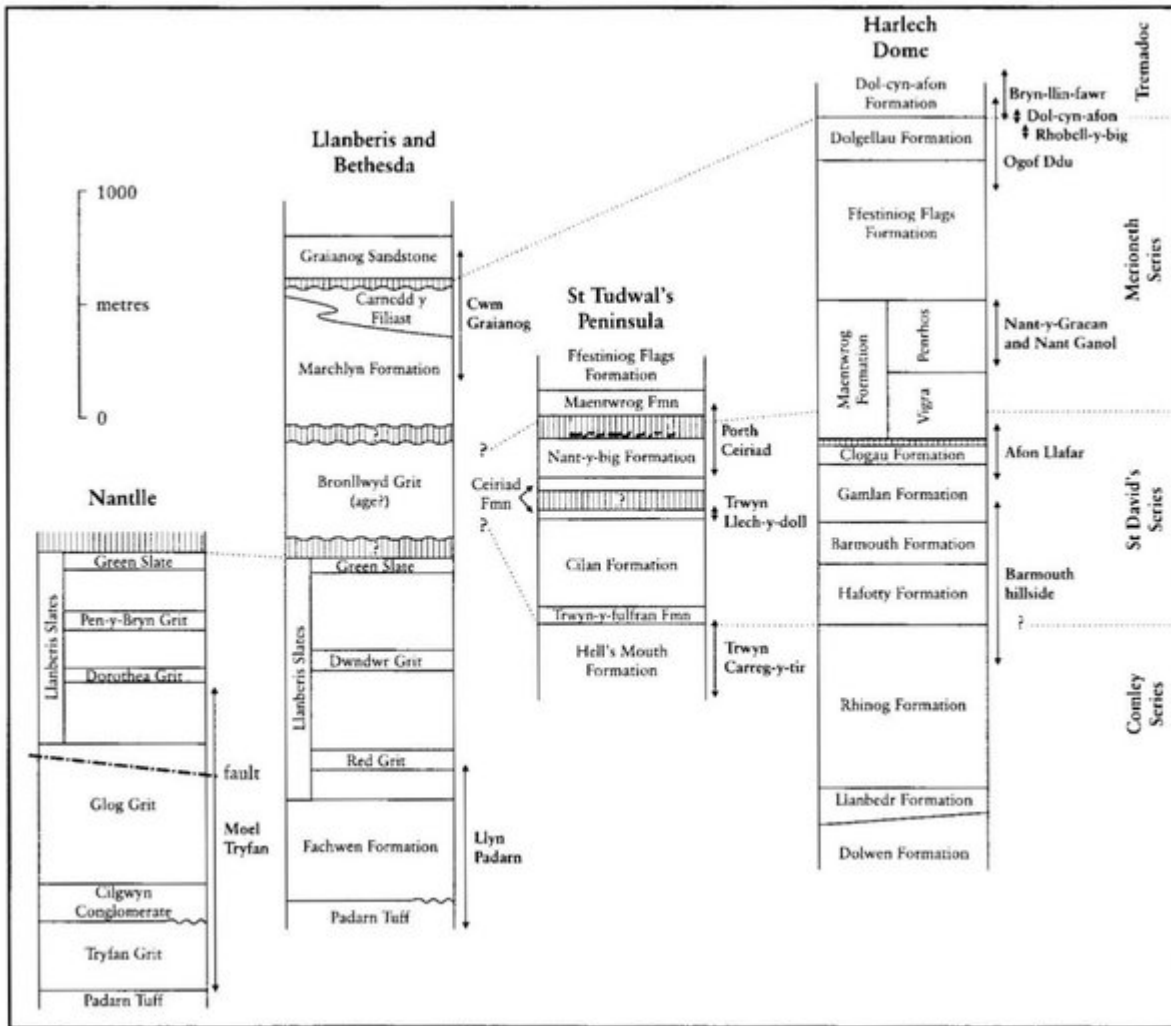 Nantlle
Green Slate
Pen-y-Bryn Grit
Dorothea Grit
Llanberis Slates
fault
Glog Grit
Moel
Tryfan
Cilgwyn
Conglomerate
Tryfan Grit
Padarn Tuff
1000
metres
0
Llanberis and
Bethesda
Graianog Sandstone
Carnedd y
Filiast
Marchlyn Formation
Cwm
Graianog
?
Bronllwyd Grit
(age?)
?
Green Slate
Dwndwr Grit
Llanberis Slates
Red Grit
Fachwen Formation
Llyn
Padarn
Padarn Tuff
St Tudwal's
Peninsula
Ffestiniog Flags
Formation
Maentwrog Fmn
Porth
Ceiriad
?
Nant-y-big Formation
Ceiriad
Fmn
?
Trwyn
Llech-y-doll
?
Cilan Formation
Trwyn-y-fulfran Fmn
Hell's Mouth
Formation
Trwyn
Carreg-y-tir
Harlech
Dome
Dol-cyn-afon
Formation
Bryn-llin-fawr
Dol-cyn-afon
Rhobell-y-big
Dolgellau Formation
Ogof Ddu
Ffestiniog Flags
Formation
Maentwrog
Formation
Penrhos
Vigra
Nant-y-Graean
and Nant Ganol
Clogau Formation
Afon Llafar
Gamlan Formation
Barmouth Formation
Hafotty Formation
Barmouth
hillside
?
Rhinog Formation
Llanbedr Formation
Dolwen Formation
Tremadoc
Merioneth
Series
St David's
Series
Comley
Series